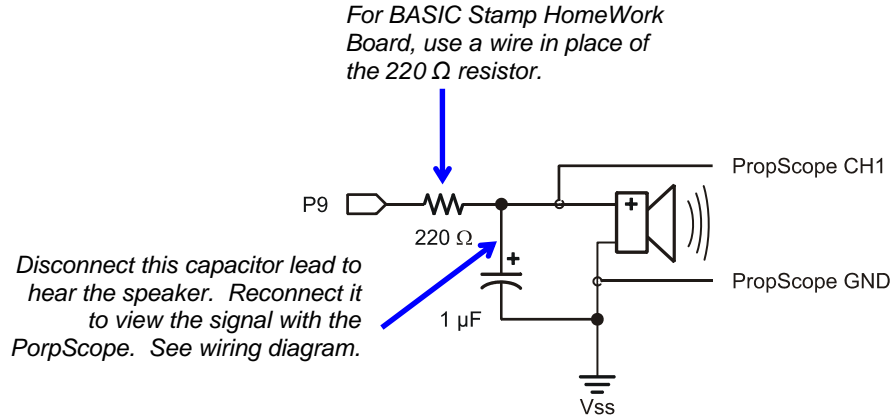 For BASIC Stamp HomeWork
Board, use a wire in place of
the 220 Ω resistor.
PropScope CH1
P9
+
220 Ω
Disconnect this capacitor lead to
hear the speaker. Reconnect it
to view the signal with the
PorpScope. See wiring diagram.
+
1 µF
PropScope GND
Vss